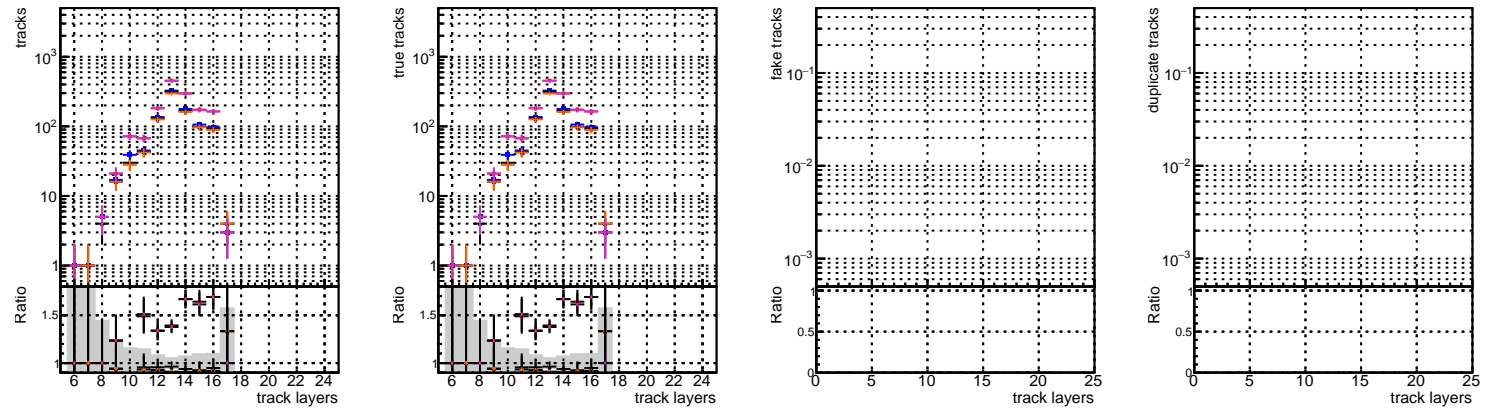 tracks
10³
10²
10
1
Ratio
1.5
1
6 8 10 12 14 16 18 20 22 24
track layers
true tracks
10³
10²
10
1
Ratio
1.5
1
6 8 10 12 14 16 18 20 22 24
track layers
fake tracks
10⁻¹
10⁻²
10⁻³
Ratio
1
0.5
0
0 5 10 15 20 25
track layers
duplicate tracks
10⁻¹
10⁻²
10⁻³
Ratio
1
0.5
0
0 5 10 15 20 25
track layers